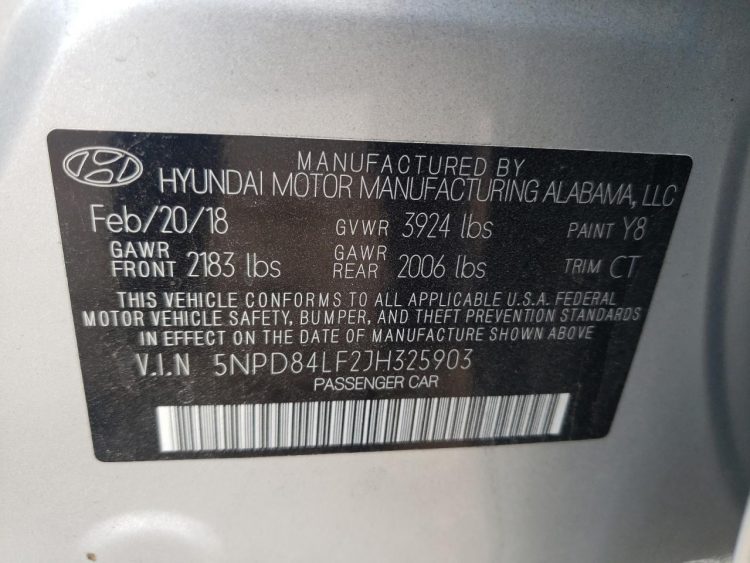 MANUFACTURED BY
HYUNDAI MOTOR MANUFACTURING ALABAMA, LLC
Feb/20/18 GVWR 3924 lbs PAINT Y8
GAWR FRONT 2183 lbs GAWR REAR 2006 lbs TRIM CT
THIS VEHICLE CONFORMS TO ALL APPLICABLE U.S.A. FEDERAL
MOTOR VEHICLE SAFETY, BUMPER, AND THEFT PREVENTION STANDARDS
IN EFFECT ON THE DATE OF MANUFACTURE SHOWN ABOVE
V.I.N 5NPD84LF2JH325903
PASSENGER CAR